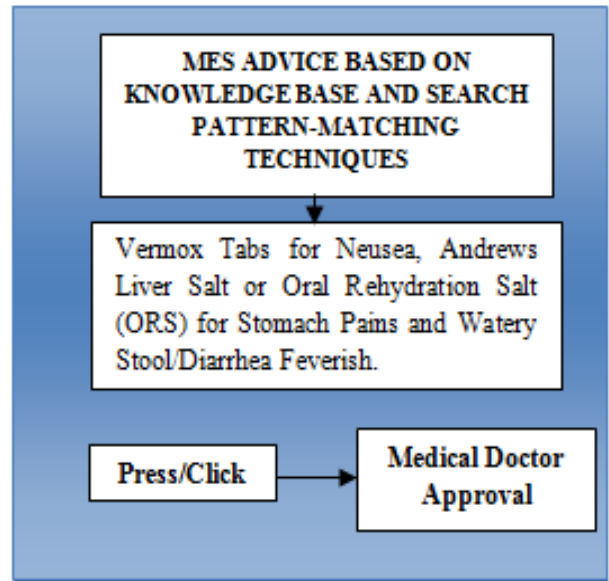 MES ADVICE BASED ON
KNOWLEDGE BASE AND SEARCH
PATTERN-MATCHING
TECHNIQUES
Vermox Tabs for Neusea, Andrews
Liver Salt or Oral Rehydration Salt
(ORS) for Stomach Pains and Watery
Stool/Diarrhea Feverish.
Press/Click
Medical Doctor
Approval